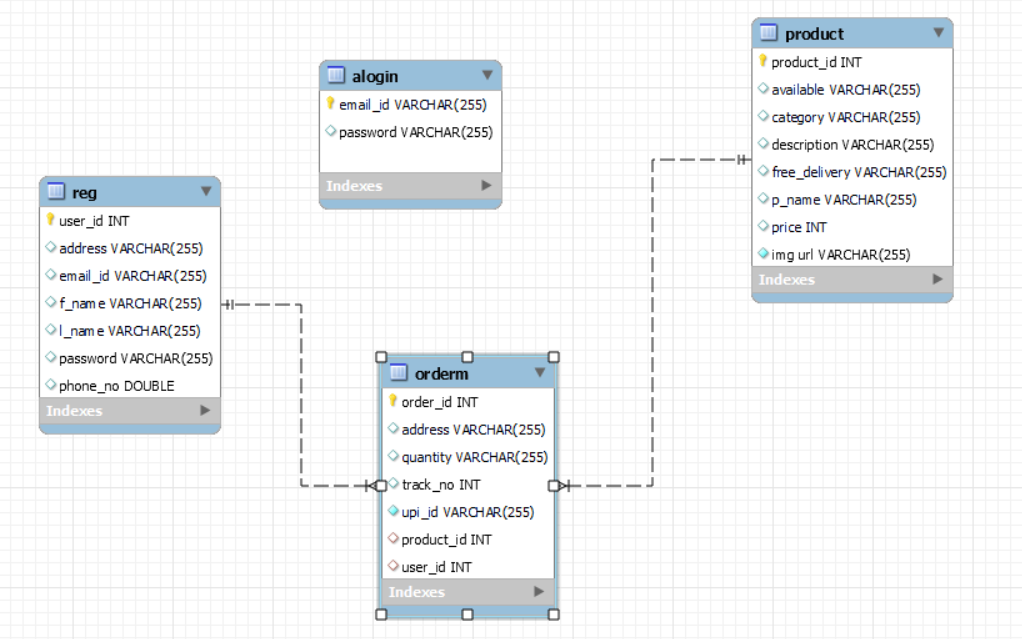 product
product_id INT
available VARCHAR(255)
category VARCHAR(255)
description VARCHAR(255)
free_delivery VARCHAR(255)
p_name VARCHAR(255)
price INT
img url VARCHAR(255)
Indexes
alogin
email_id VARCHAR(255)
password VARCHAR(255)
Indexes
reg
user_id INT
address VARCHAR(255)
email_id VARCHAR(255)
f_name VARCHAR(255)
l_name VARCHAR(255)
password VARCHAR(255)
phone_no DOUBLE
Indexes
orderm
order_id INT
address VARCHAR(255)
quantity VARCHAR(255)
track_no INT
upi_id VARCHAR(255)
product_id INT
user_id INT
Indexes